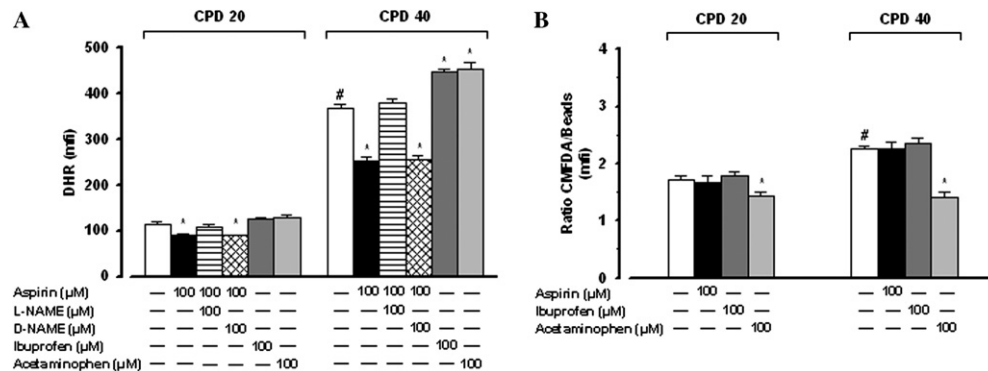 A
CPD 20
CPD 40
DHR (mfi)
500
400
300
200
100
0
# * *
* * * *
Aspirin (µM) — 100 100 100 — — — 100 100 100 — —
L-NAME (µM) — — 100 — — — — — 100 — — —
D-NAME (µM) — — — 100 — — — — — 100 — —
Ibuprofen (µM) — — — — 100 — — — — — 100 —
Acetaminophen (µM) — — — — — 100 — — — — — 100
B
CPD 20
CPD 40
Ratio CMFDA/Beads
(mfi)
4
3
2
1
0
#
* *
Aspirin (µM) — 100 — — — 100 — —
Ibuprofen (µM) — — 100 — — — 100 —
Acetaminophen (µM) — — — 100 — — — 100